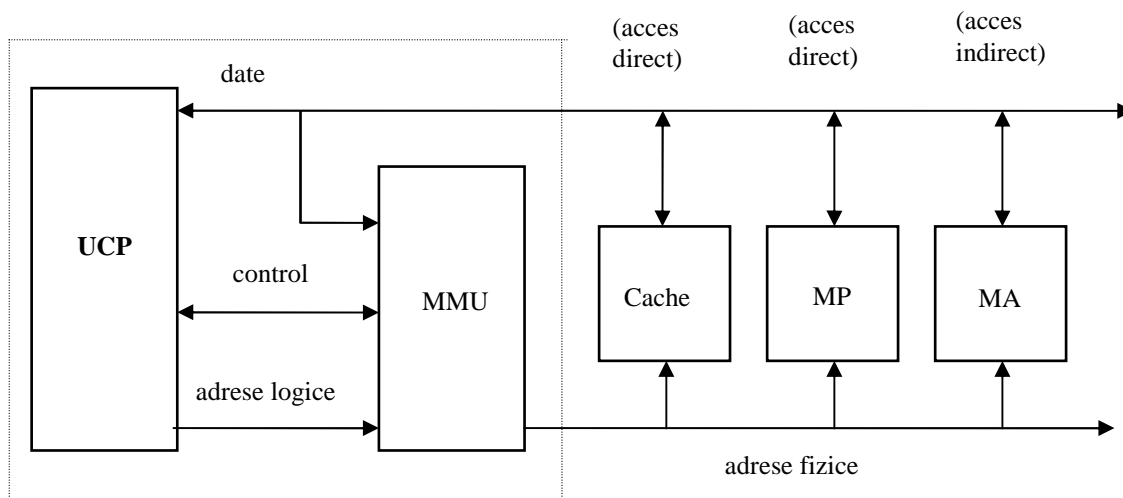 (acces
direct)
(acces
direct)
(acces
indirect)
date
UCP
control
MMU
Cache
MP
MA
adrese logice
adrese fizice